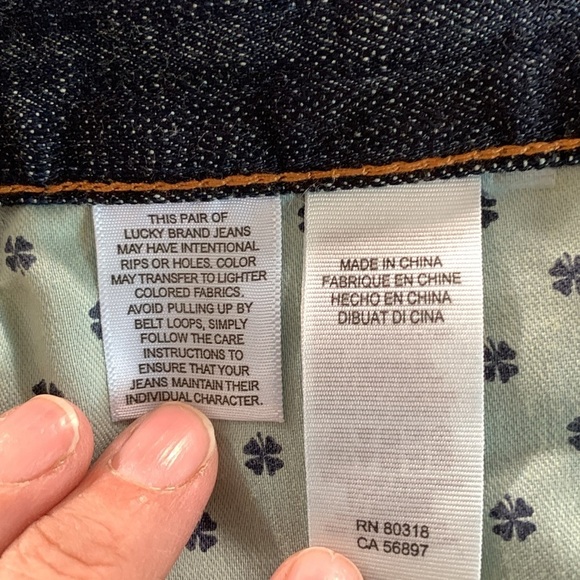 THIS PAIR OF
LUCKY BRAND JEANS
MAY HAVE INTENTIONAL
RIPS OR HOLES. COLOR
MAY TRANSFER TO LIGHTER
COLORED FABRICS.
AVOID PULLING UP BY
BELT LOOPS, SIMPLY
FOLLOW THE CARE
INSTRUCTIONS TO
ENSURE THAT YOUR
JEANS MAINTAIN THEIR
INDIVIDUAL CHARACTER.
MADE IN CHINA
FABRIQUE EN CHINE
HECHO EN CHINA
DIBUAT DI CINA
RN 80318
CA 56897